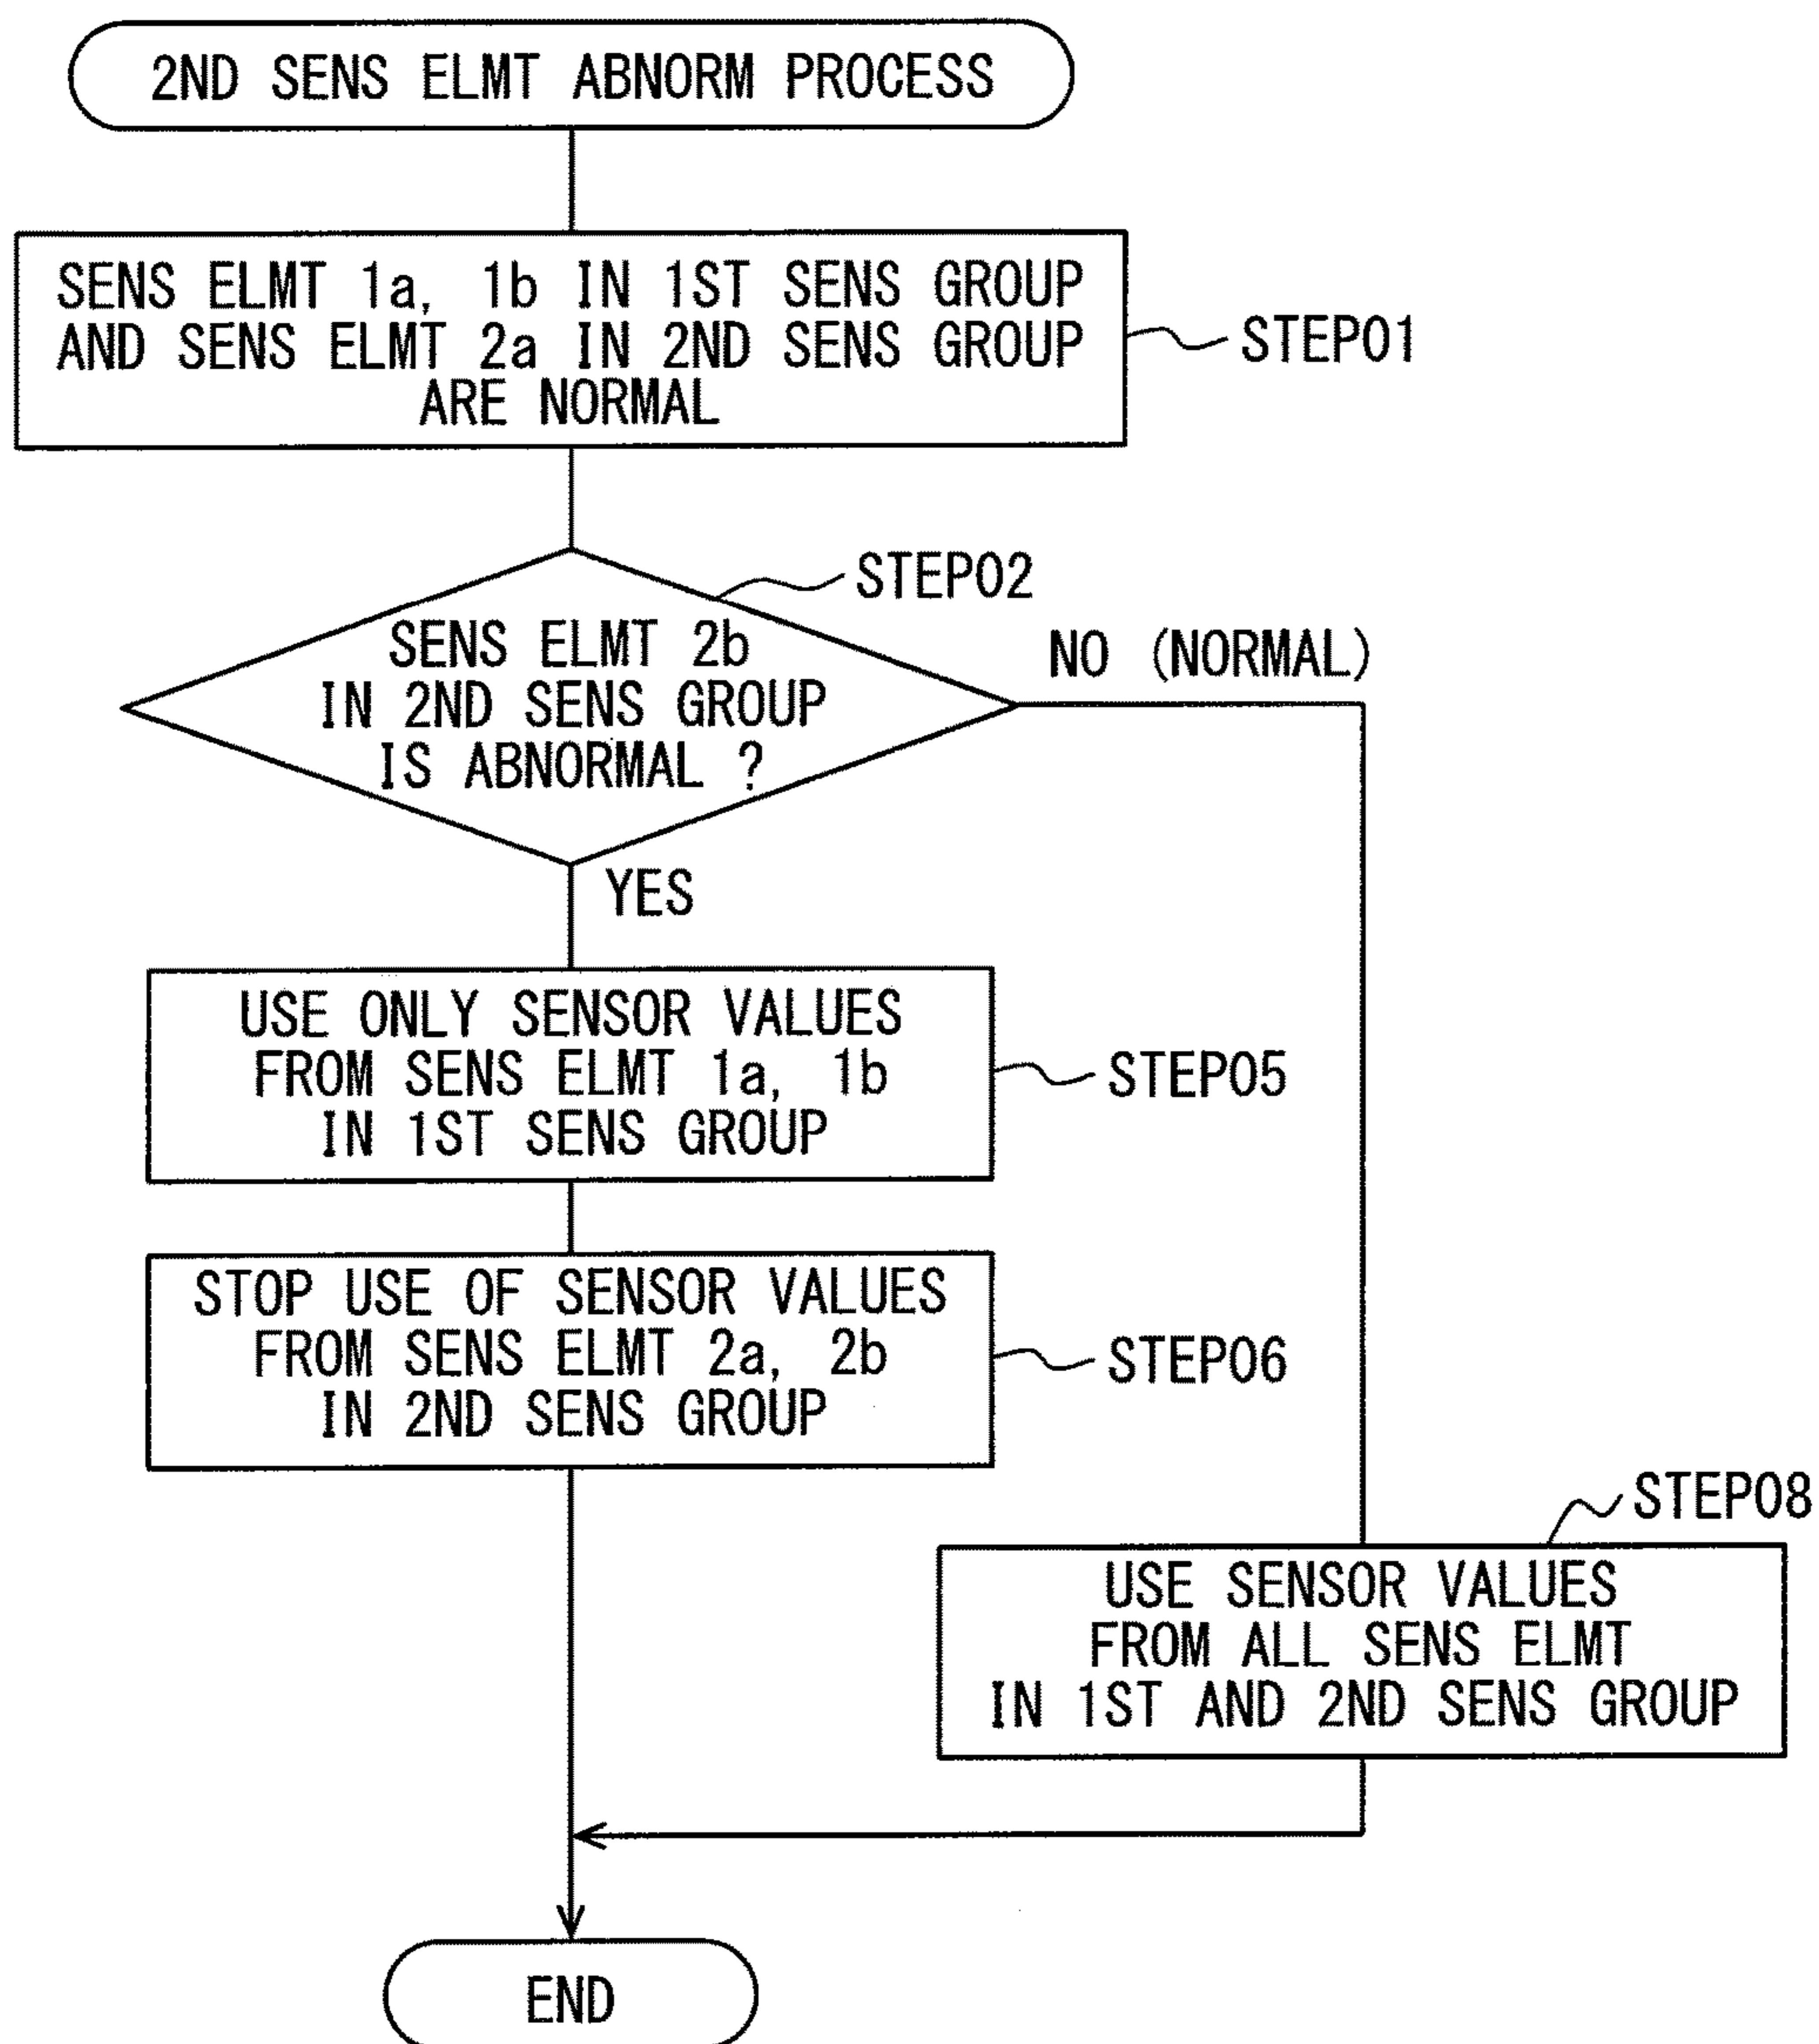 2ND SENS ELMT ABNORM PROCESS
SENS ELMT 1a, 1b IN 1ST SENS GROUP
AND SENS ELMT 2a IN 2ND SENS GROUP
ARE NORMAL
STEP01
STEP02
SENS ELMT 2b
IN 2ND SENS GROUP
IS ABNORMAL ?
NO (NORMAL)
YES
USE ONLY SENSOR VALUES
FROM SENS ELMT 1a, 1b
IN 1ST SENS GROUP
STEP05
STOP USE OF SENSOR VALUES
FROM SENS ELMT 2a, 2b
IN 2ND SENS GROUP
STEP06
STEP08
USE SENSOR VALUES
FROM ALL SENS ELMT
IN 1ST AND 2ND SENS GROUP
END